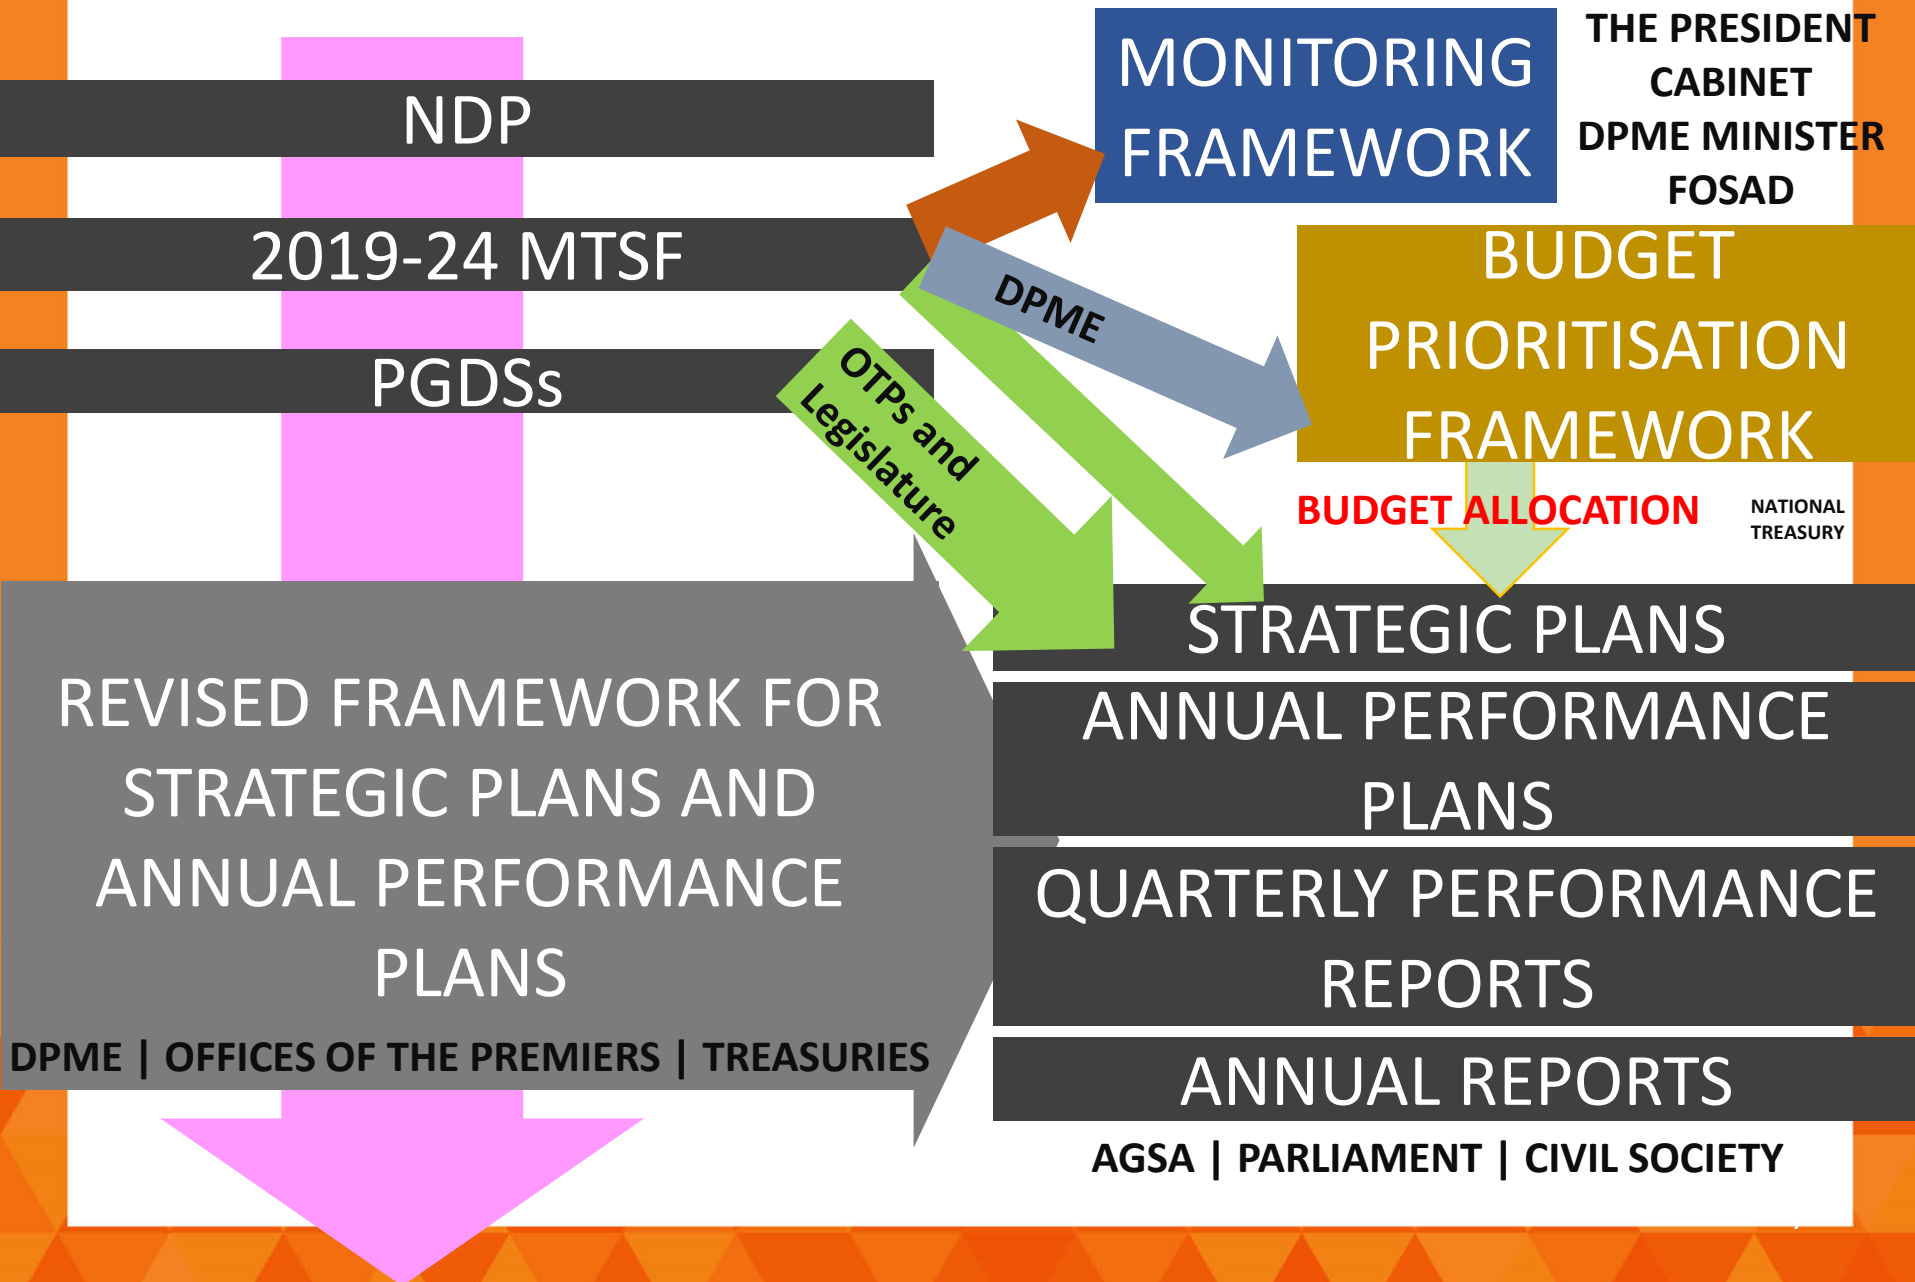 NDP
2019-24 MTSF
PGDSs
MONITORING
FRAMEWORK
THE PRESIDENT
CABINET
DPME MINISTER
FOSAD
DPME
BUDGET
PRIORITISATION
FRAMEWORK
OTPs and
Legislature
BUDGET ALLOCATION
NATIONAL
TREASURY
REVISED FRAMEWORK FOR
STRATEGIC PLANS AND
ANNUAL PERFORMANCE
PLANS
DPME | OFFICES OF THE PREMIERS | TREASURIES
STRATEGIC PLANS
ANNUAL PERFORMANCE
PLANS
QUARTERLY PERFORMANCE
REPORTS
ANNUAL REPORTS
AGSA | PARLIAMENT | CIVIL SOCIETY